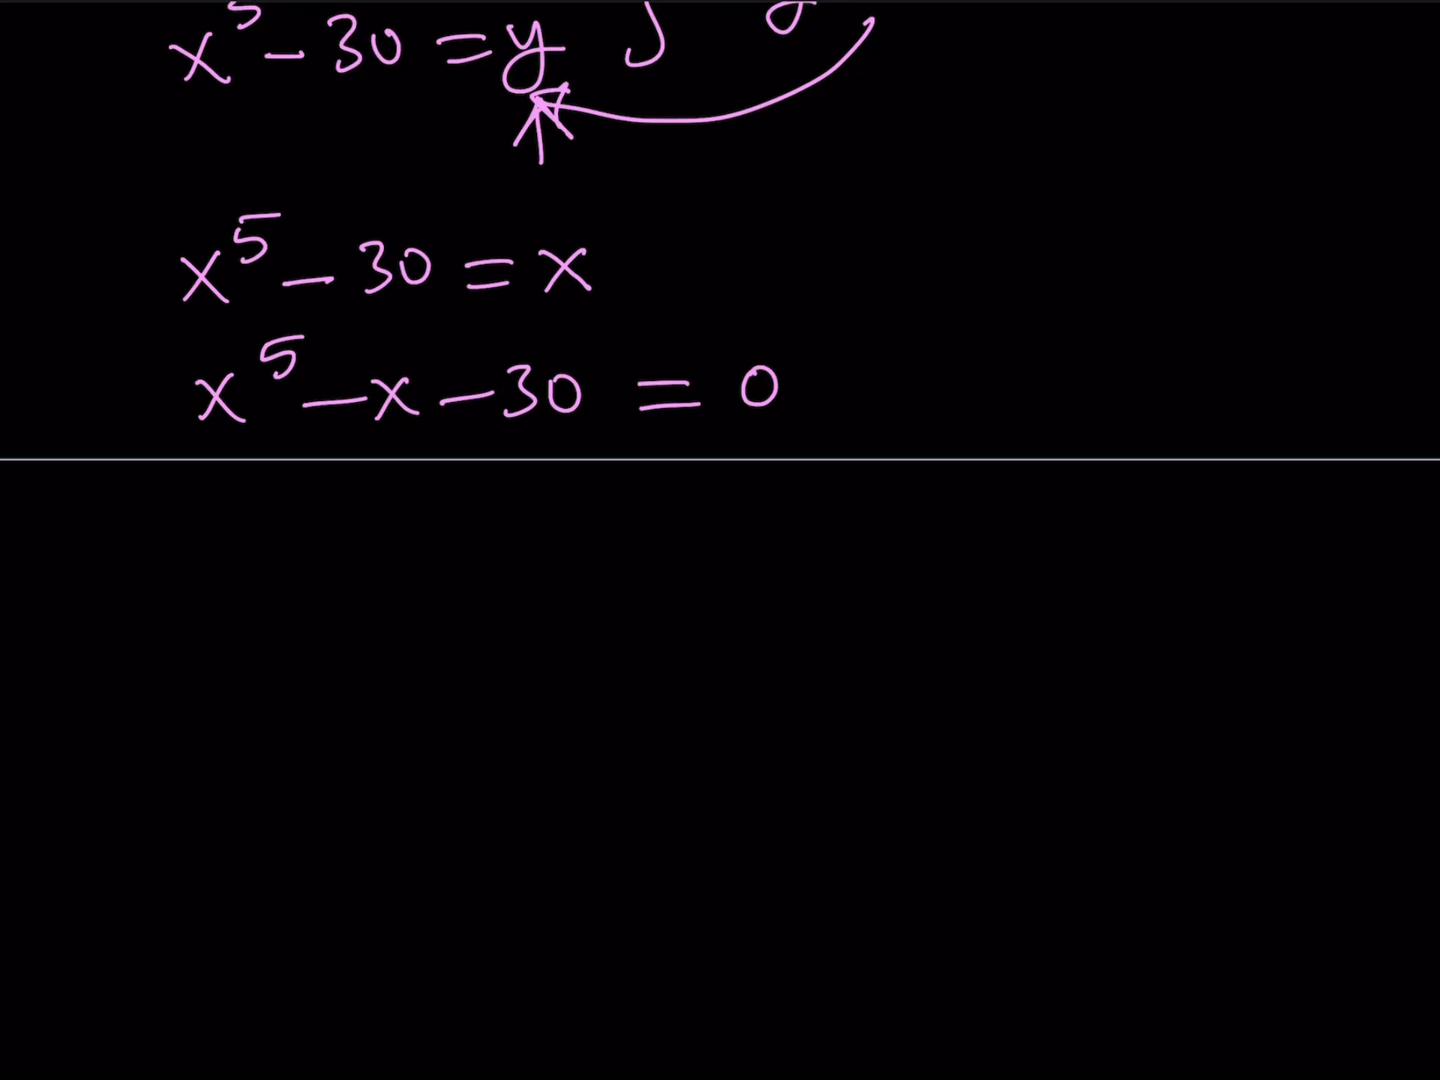 x⁵ - 30 = y
x⁵ - 30 = x
x⁵ - x - 30 = 0